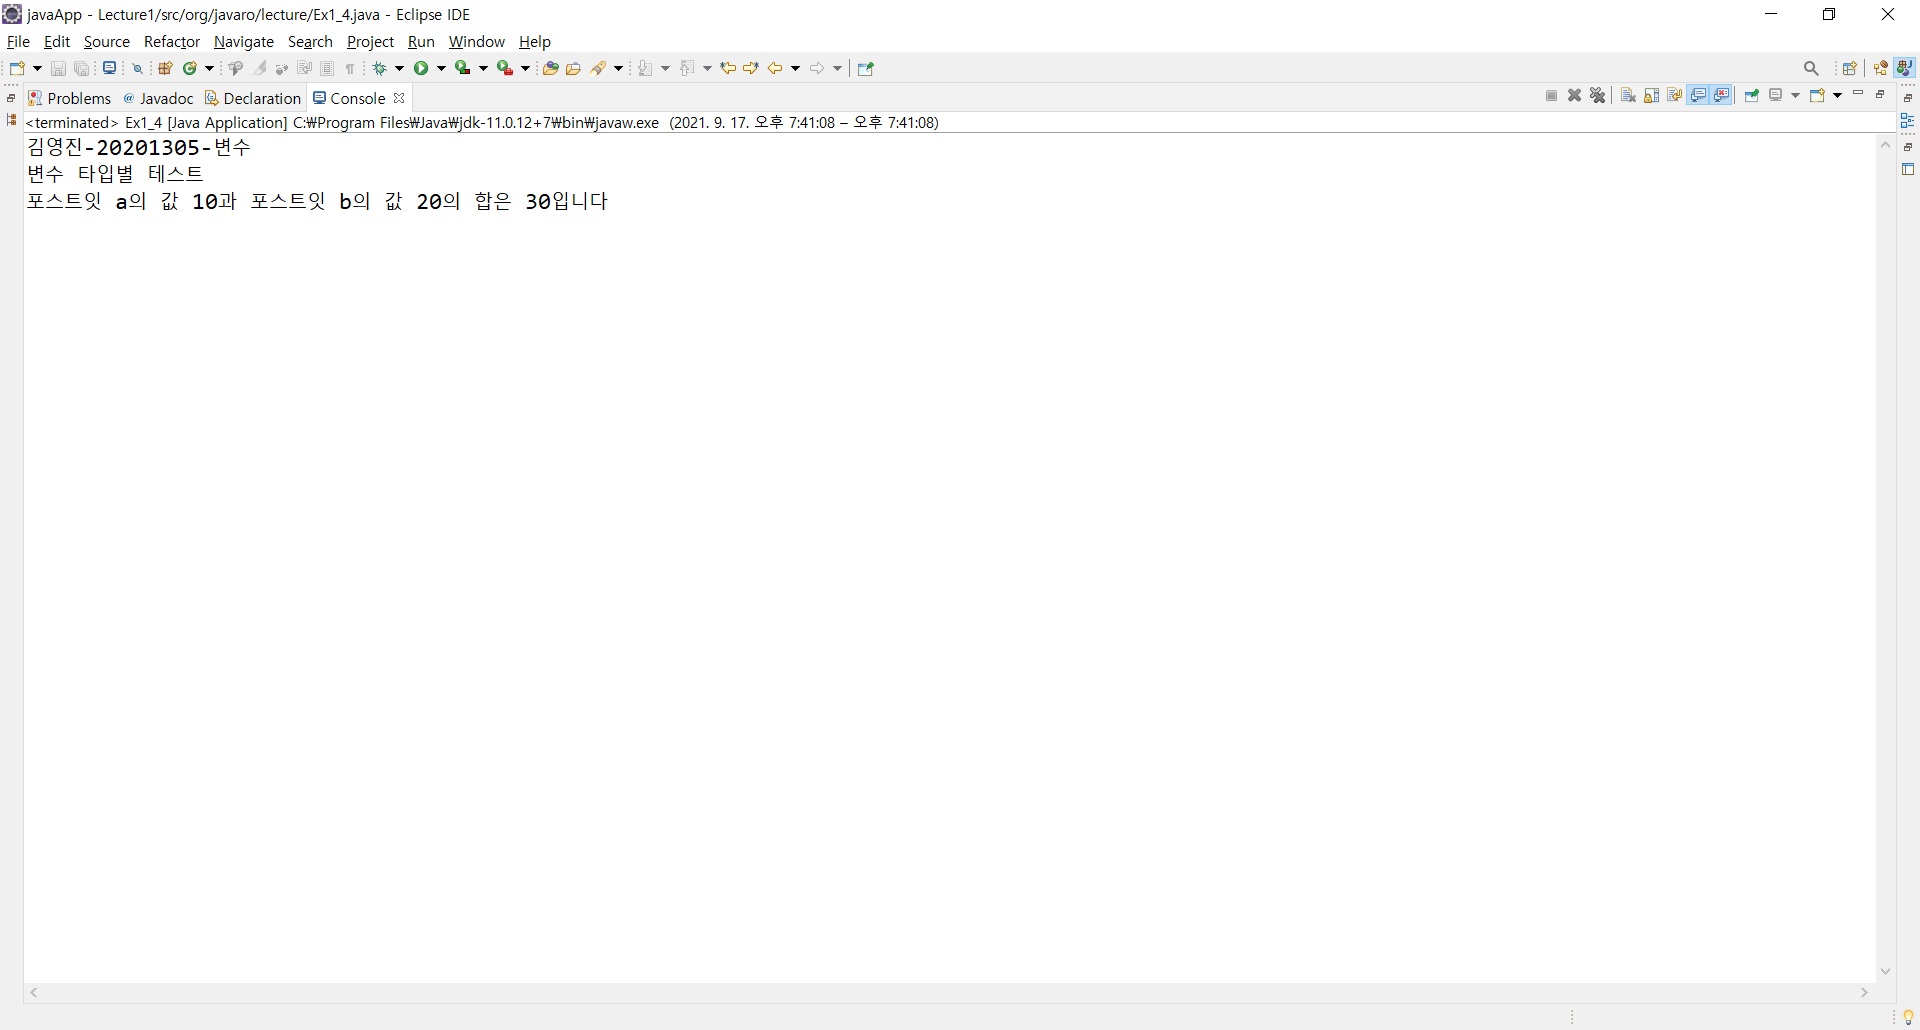 javaApp - Lecture1/src/org/javaro/lecture/Ex1_4.java - Eclipse IDE
File Edit Source Refactor Navigate Search Project Run Window Help
Problems @ Javadoc Declaration Console
<terminated> Ex1_4 [Java Application] C:₩Program Files₩Java₩jdk-11.0.12+7₩bin₩javaw.exe (2021. 9. 17. 오후 7:41:08 – 오후 7:41:08)
김영진-20201305-변수
변수 타입별 테스트
포스트잇 a의 값 10과 포스트잇 b의 값 20의 합은 30입니다